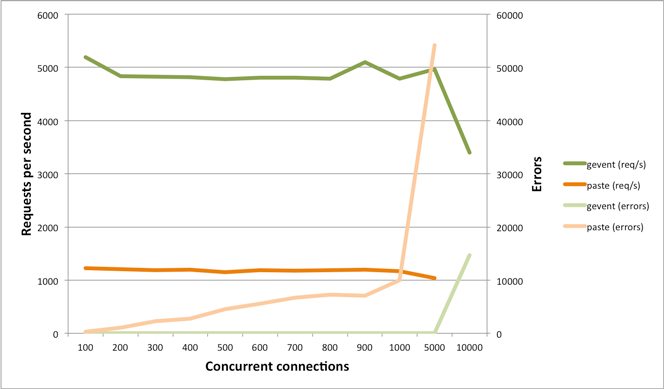 6000
5000
4000
3000
2000
1000
0
Requests per second
60000
50000
40000
30000
20000
10000
0
Errors
100 200 300 400 500 600 700 800 900 1000 5000 10000
Concurrent connections
gevent (req/s)
paste (req/s)
gevent (errors)
paste (errors)